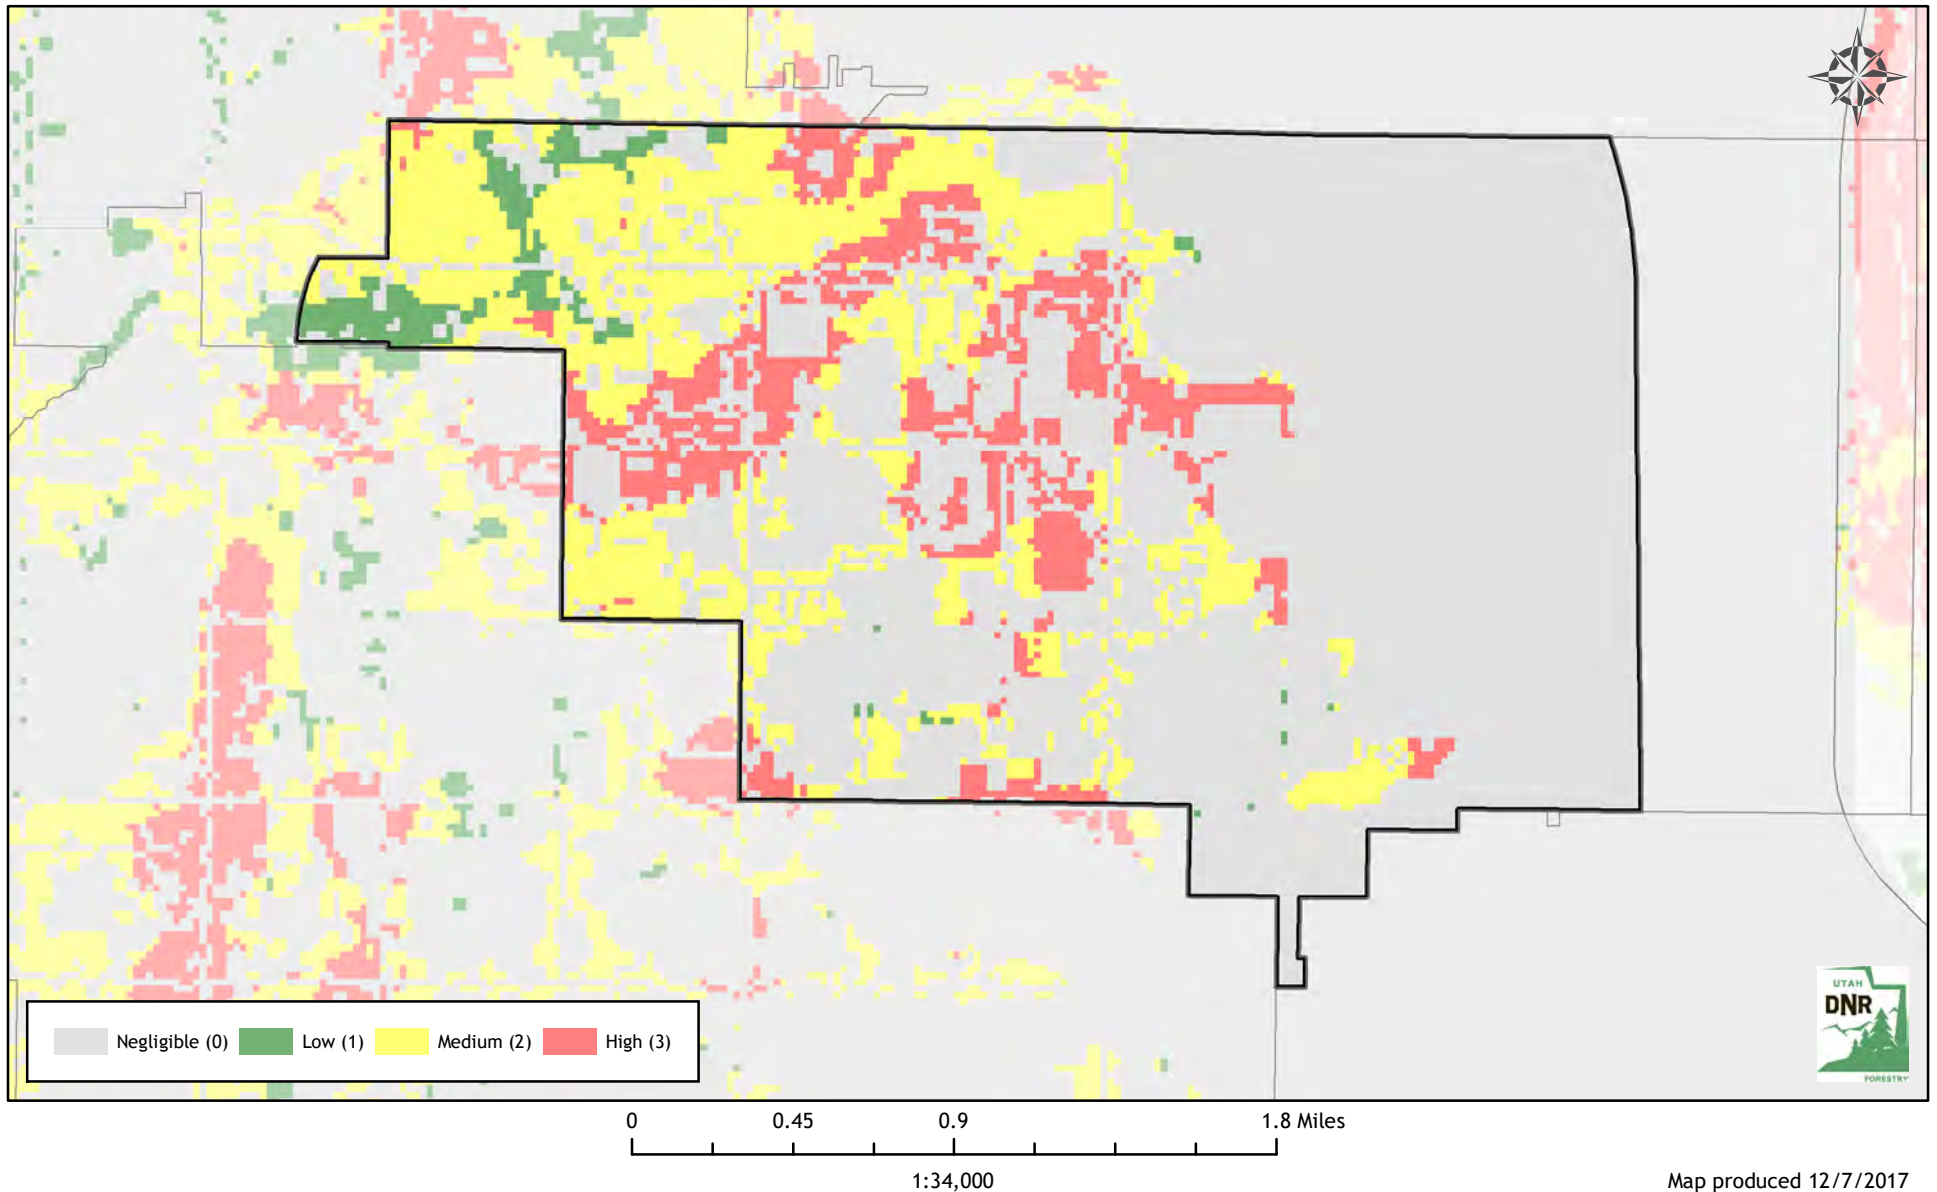 UTAH
DNR
FORESTRY
Negligible (0) Low (1) Medium (2) High (3)
0 0.45 0.9 1.8 Miles
1:34,000
Map produced 12/7/2017